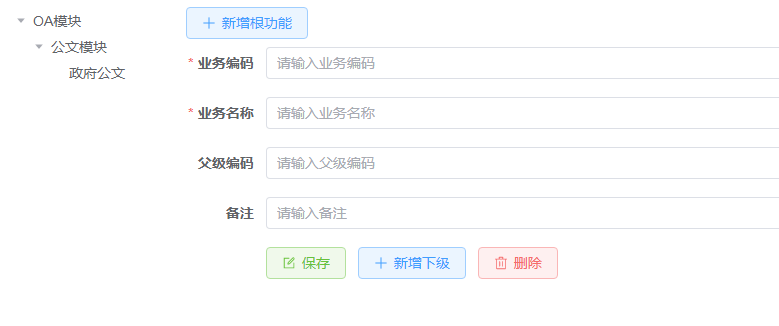 OA模块
公文模块
政府公文
新增根功能
* 业务编码 请输入业务编码
* 业务名称 请输入业务名称
父级编码 请输入父级编码
备注 请输入备注
保存 新增下级 删除